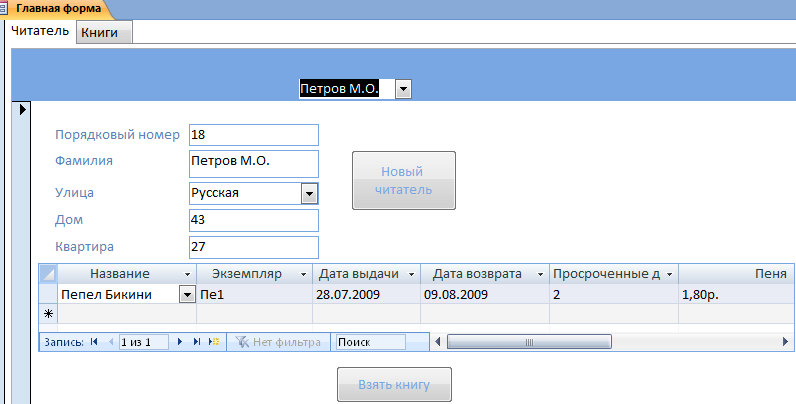 Главная форма
Читатель Книги
Петров М.О.
Порядковый номер 18
Фамилия Петров М.О.
Новый
читатель
Улица Русская
Дом 43
Квартира 27
Название Экземпляр Дата выдачи Дата возврата Просроченные д Пеня
Пепел Бикини Пе1 28.07.2009 09.08.2009 2 1,80р.
Запись: 1 из 1 Нет фильтра Поиск
Взять книгу